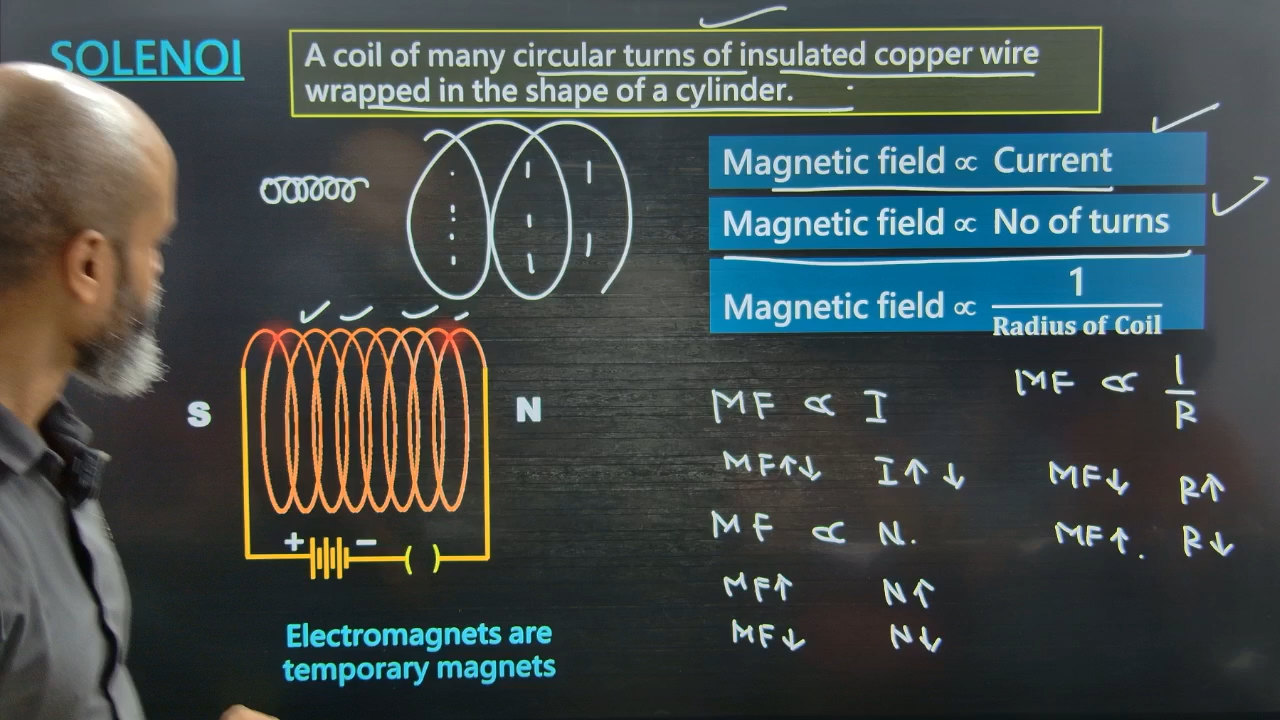 SOLENOI
A coil of many circular turns of insulated copper wire
wrapped in the shape of a cylinder.
Magnetic field ∝ Current
Magnetic field ∝ No of turns
Magnetic field ∝ 1
Radius of Coil
S
N
+ −
Electromagnets are
temporary magnets
MF ∝ I
MF↑↓ I↑↓
MF ∝ N.
MF↑ N↑
MF↓ N↓
MF ∝ 1
R
MF↓ R↑
MF↑. R↓